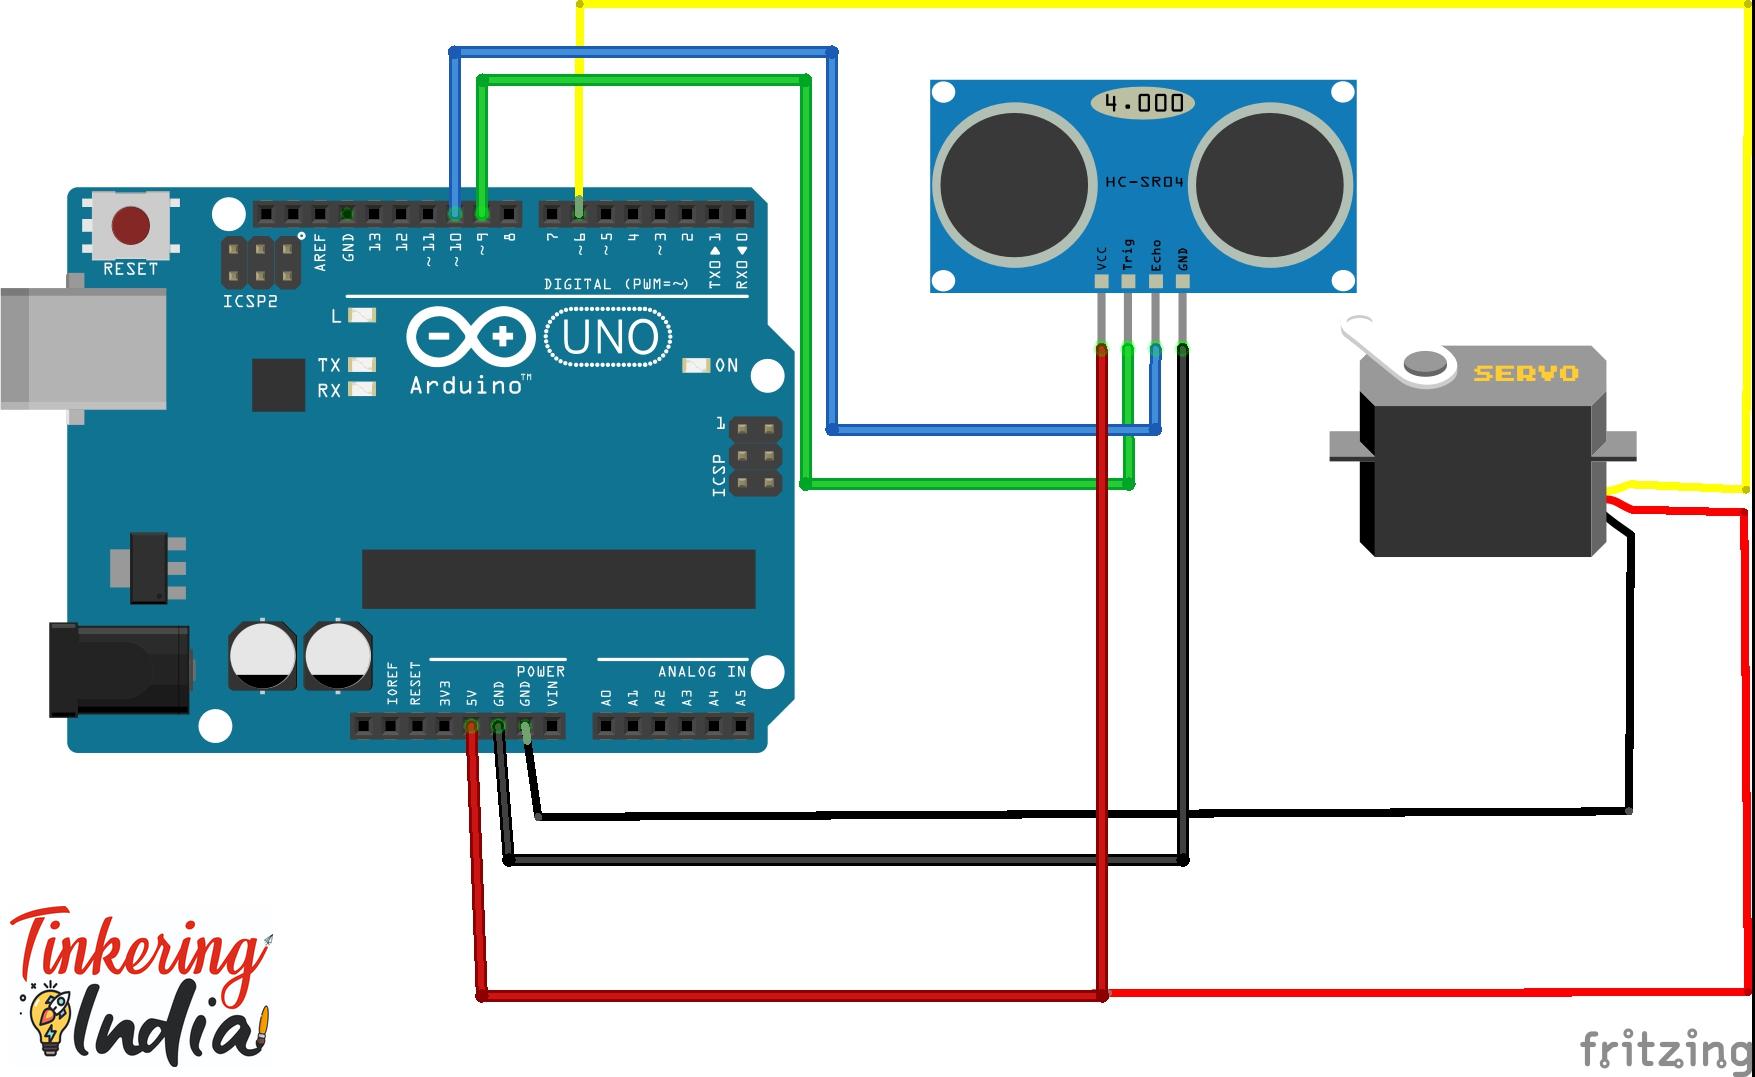 4.000
HC-SR04
VCC
Trig
Echo
GND
RESET
ICSP2
AREF
GND
13
12
~11
~10
~9
8
7
~6
~5
4
~3
2
TX0▶1
RX0◀0
DIGITAL (PWM=~)
L
TX
RX
Arduino™
UNO
ON
1
ICSP
SERVO
IOREF
RESET
3V3
5V
GND
GND
VIN
POWER
ANALOG IN
A0
A1
A2
A3
A4
A5
Tinkering
India
fritzing